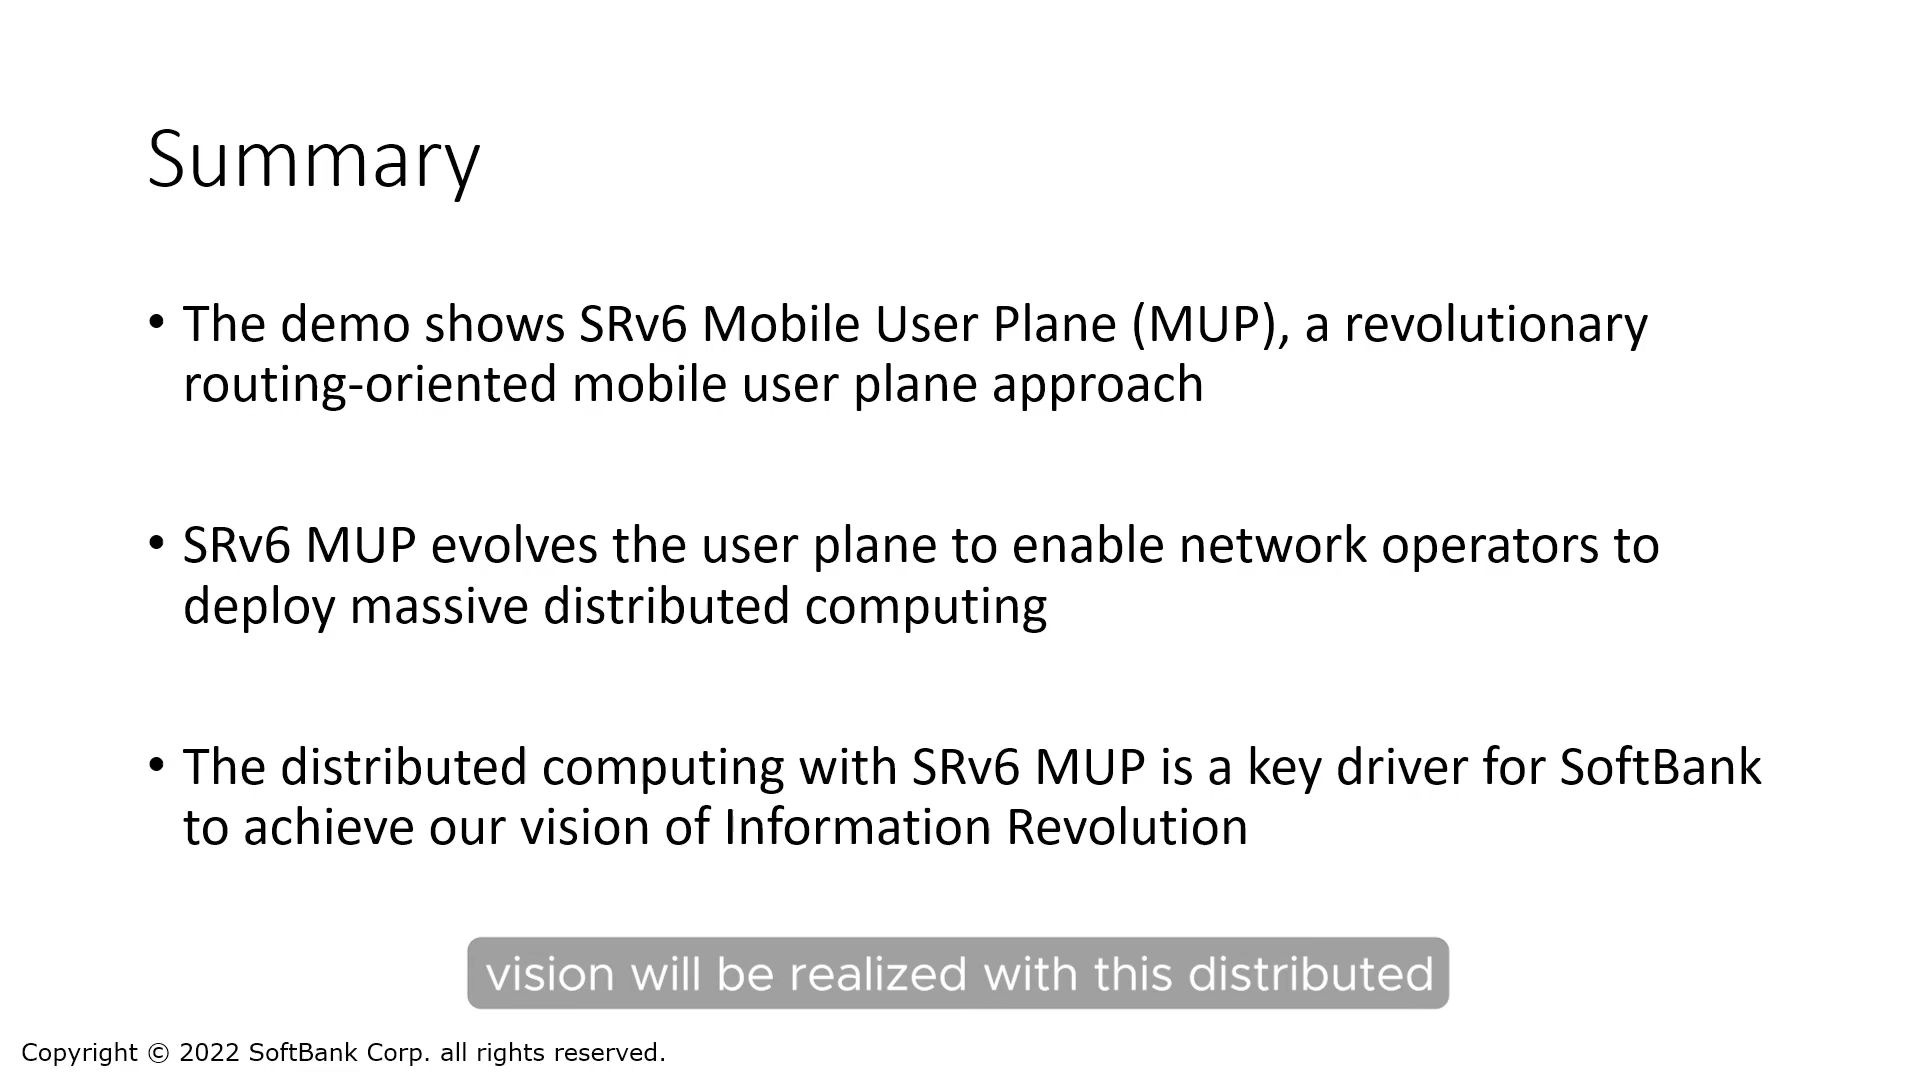 Summary
• The demo shows SRv6 Mobile User Plane (MUP), a revolutionary
routing-oriented mobile user plane approach
• SRv6 MUP evolves the user plane to enable network operators to
deploy massive distributed computing
• The distributed computing with SRv6 MUP is a key driver for SoftBank
to achieve our vision of Information Revolution
vision will be realized with this distributed
Copyright © 2022 SoftBank Corp. all rights reserved.